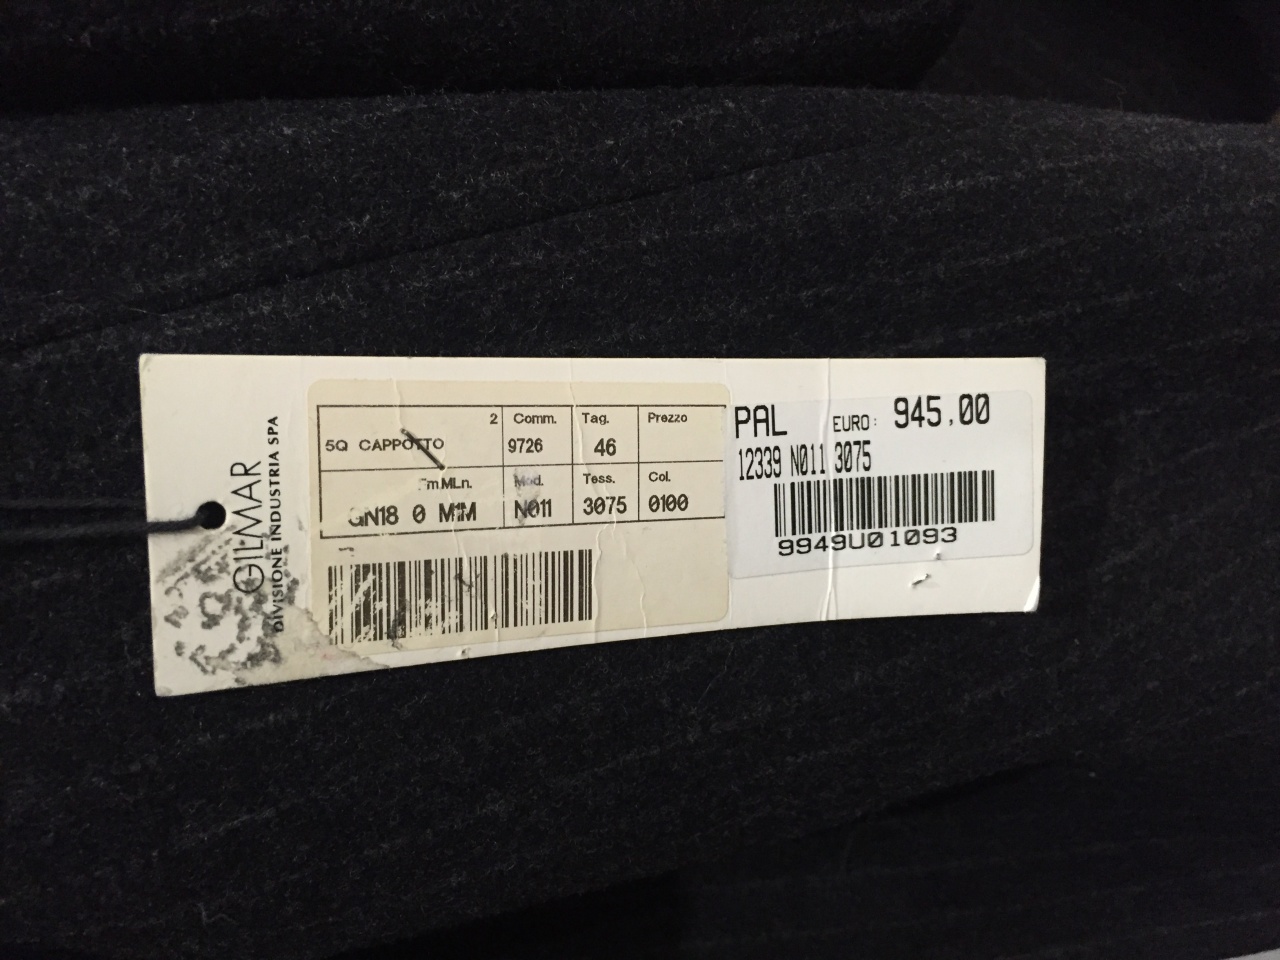 GILMAR
DIVISIONE INDUSTRIA SPA
2 Comm. Tag. Prezzo
5Q CAPPOTTO 9726 46
Mod. Tess. Col.
GN18 0 N011 3075 0100
PAL EURO: 945,00
12339 N011 3075
9949U01093